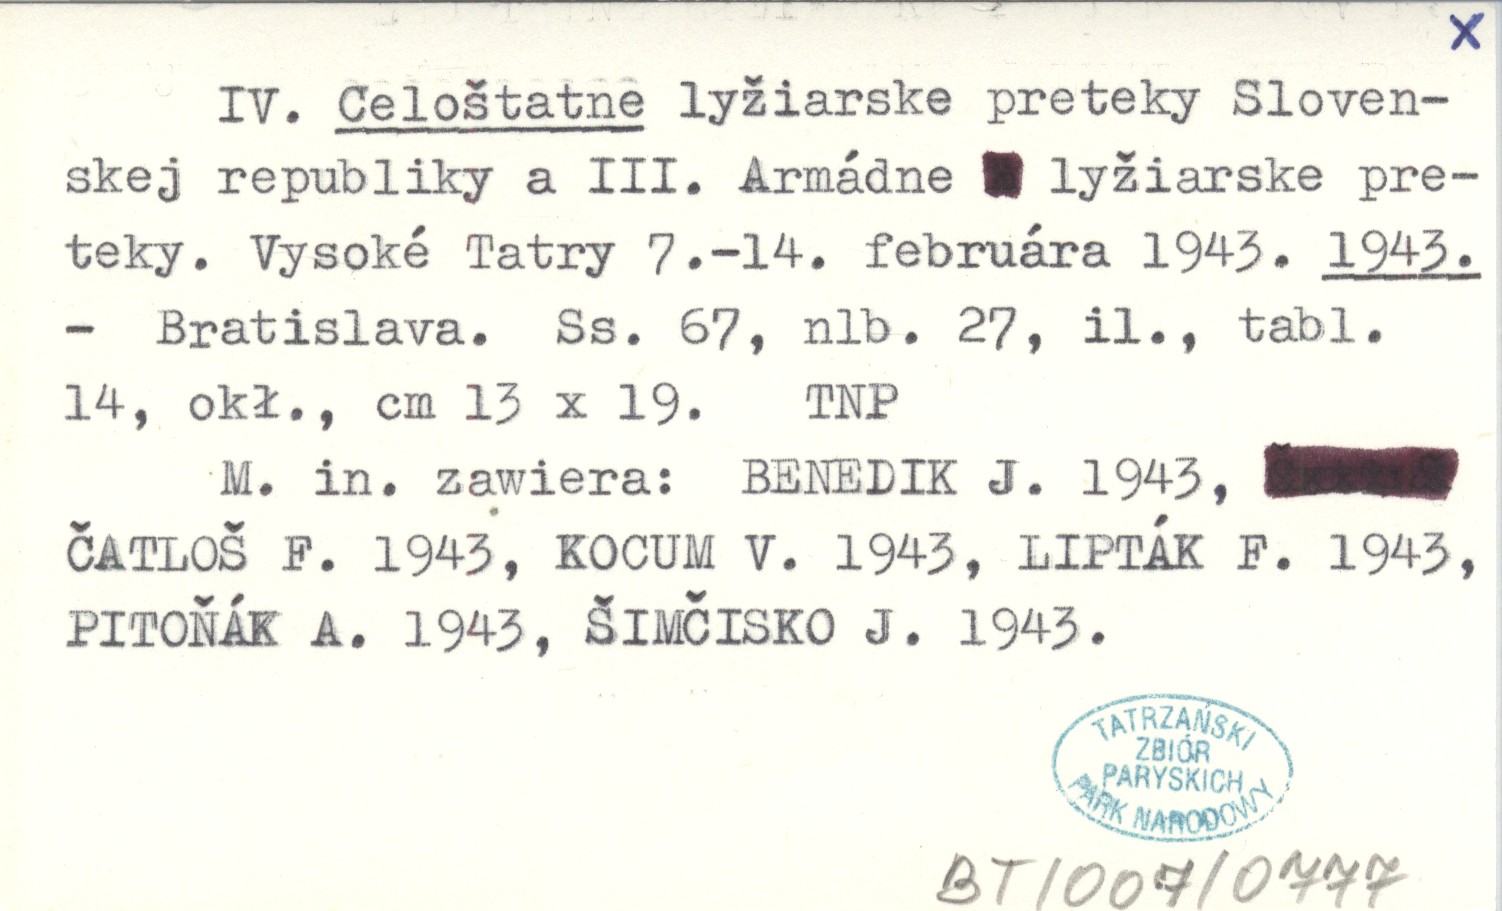 x
IV. Celoštatne lyžiarske preteky Sloven-
skej republiky a III. Armádne lyžiarske pre-
teky. Vysoké Tatry 7.-14. februára 1943. 1943.
- Bratislava. Ss. 67, nlb. 27, il., tabl.
14, okł., cm 13 x 19. TNP
M. in. zawiera: BENEDIK J. 1943,
ČATLOŠ F. 1943, KOCUM V. 1943, LIPTÁK F. 1943,
PITOŇÁK A. 1943, ŠIMČISKO J. 1943.
TATRZAŃSKI
ZBIÓR
PARYSKICH
PARK NARODOWY
BT/007/0777